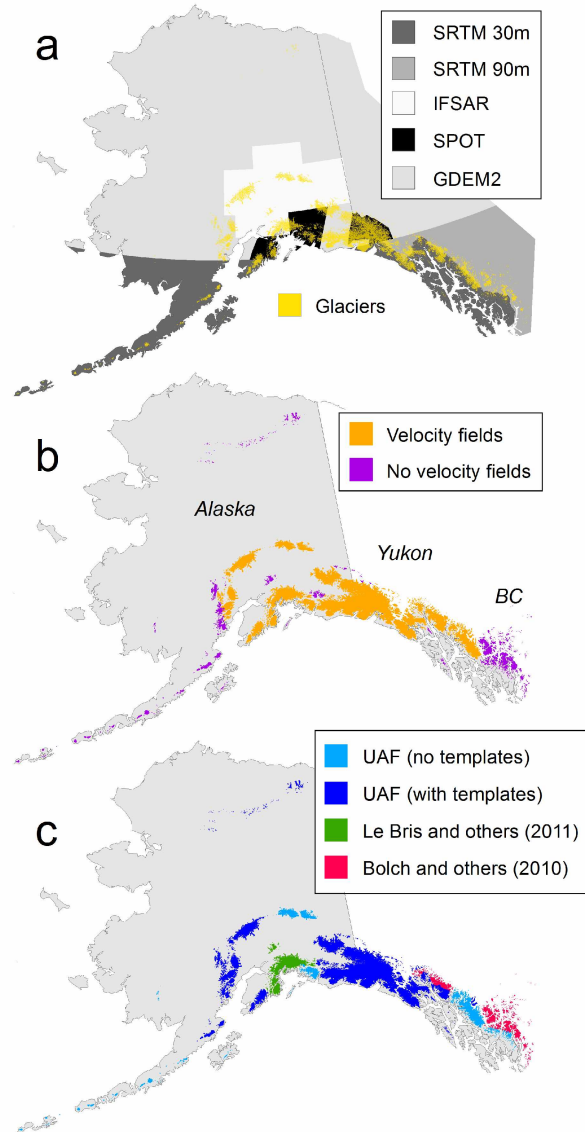 a
SRTM 30m
SRTM 90m
IFSAR
SPOT
GDEM2
Glaciers
b
Velocity fields
No velocity fields
Alaska
Yukon
BC
c
UAF (no templates)
UAF (with templates)
Le Bris and others (2011)
Bolch and others (2010)